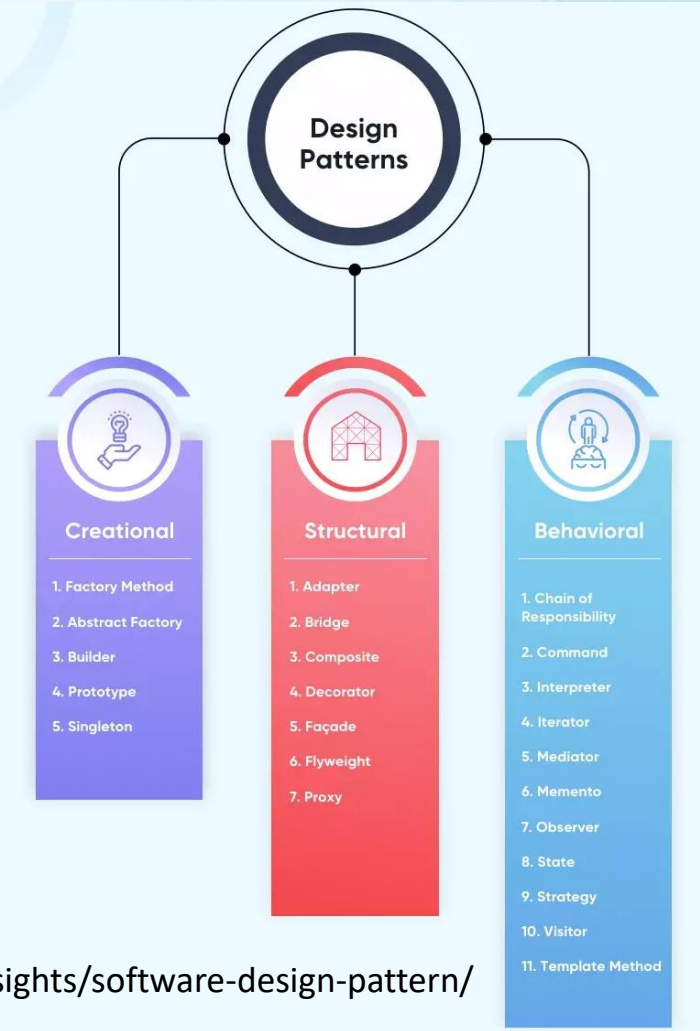 Design
Patterns
Creational
1. Factory Method
2. Abstract Factory
3. Builder
4. Prototype
5. Singleton
Structural
1. Adapter
2. Bridge
3. Composite
4. Decorator
5. Façade
6. Flyweight
7. Proxy
Behavioral
1. Chain of
Responsibility
2. Command
3. Interpreter
4. Iterator
5. Mediator
6. Memento
7. Observer
8. State
9. Strategy
10. Visitor
11. Template Method
sights/software-design-pattern/